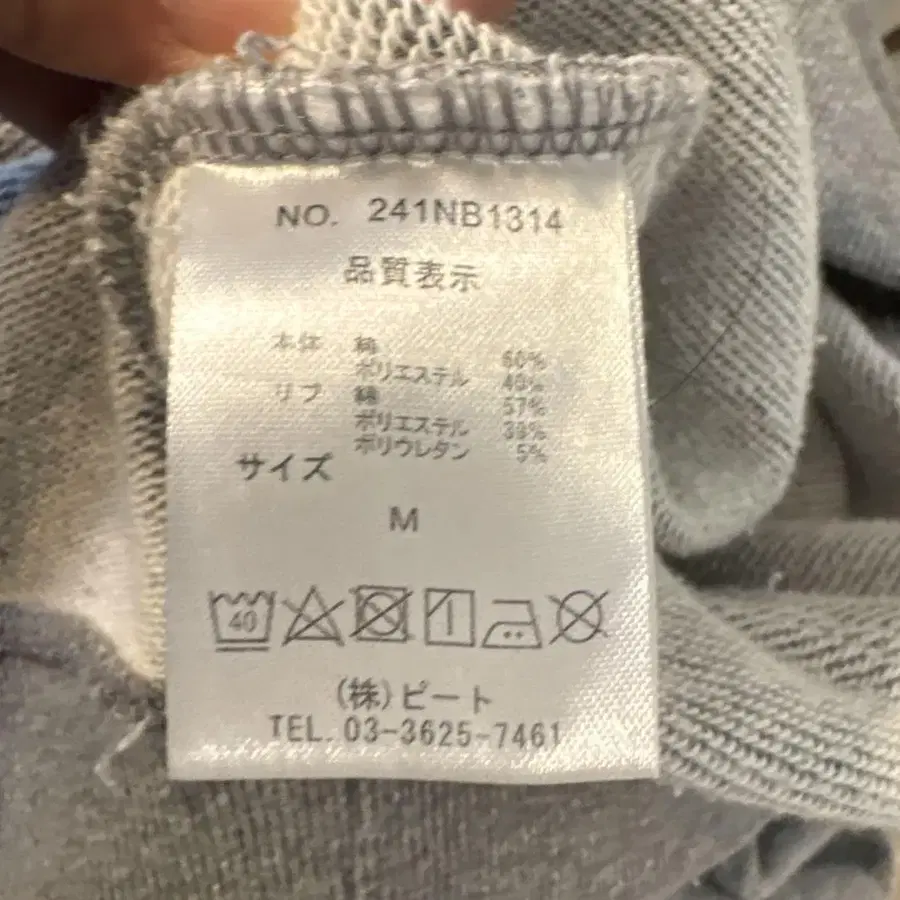 NO. 241NB1314
品質表示
本体 綿 60%
ポリエステル 40%
リブ 綿 57%
ポリエステル 38%
ポリウレタン 5%
サイズ
M
40
(株)ピート
TEL. 03-3625-7461